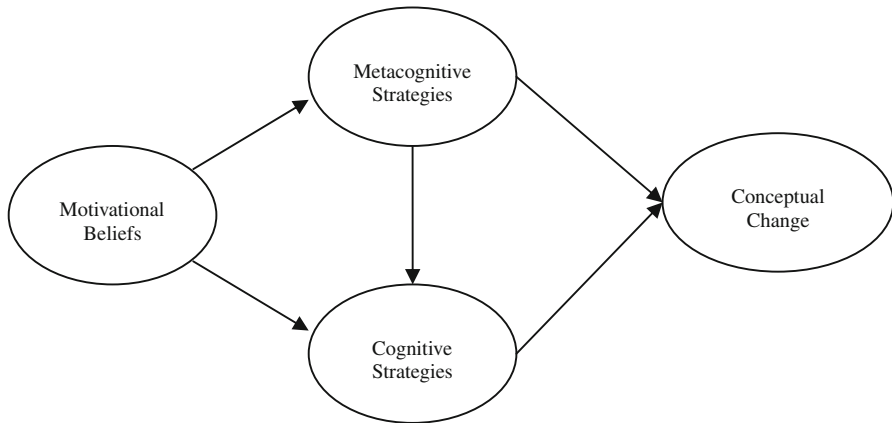 Metacognitive
Strategies
Motivational
Beliefs
Conceptual
Change
Cognitive
Strategies